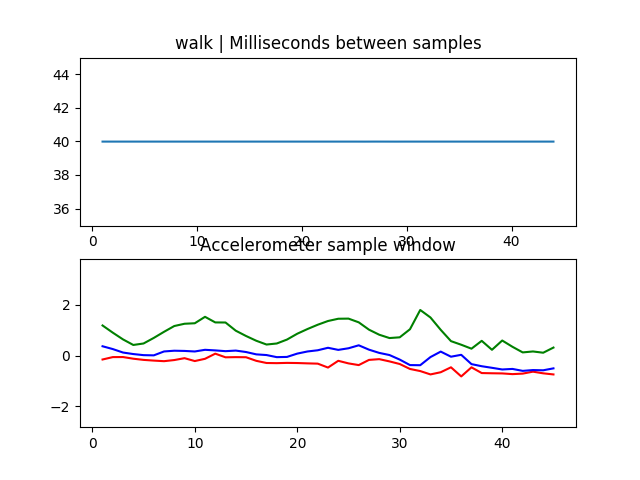 walk | Milliseconds between samples
44
42
40
38
36
0 10 20 30 40
Accelerometer sample window
2
0
−2
0 10 20 30 40